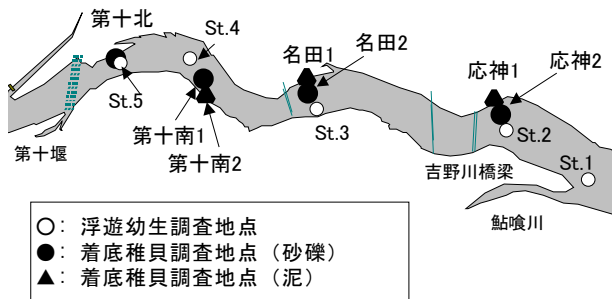 第十北
St.4
名田1
名田2
応神1
応神2
St.5
第十堰
第十南1
第十南2
St.3
St.2
St.1
吉野川橋梁
鮎喰川
○： 浮遊幼生調査地点
●： 着底稚貝調査地点（砂礫）
▲： 着底稚貝調査地点（泥）